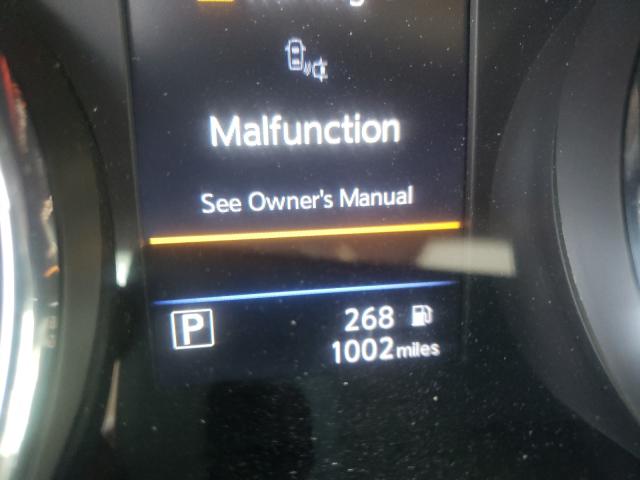 Malfunction
See Owner's Manual
P 268
1002 miles